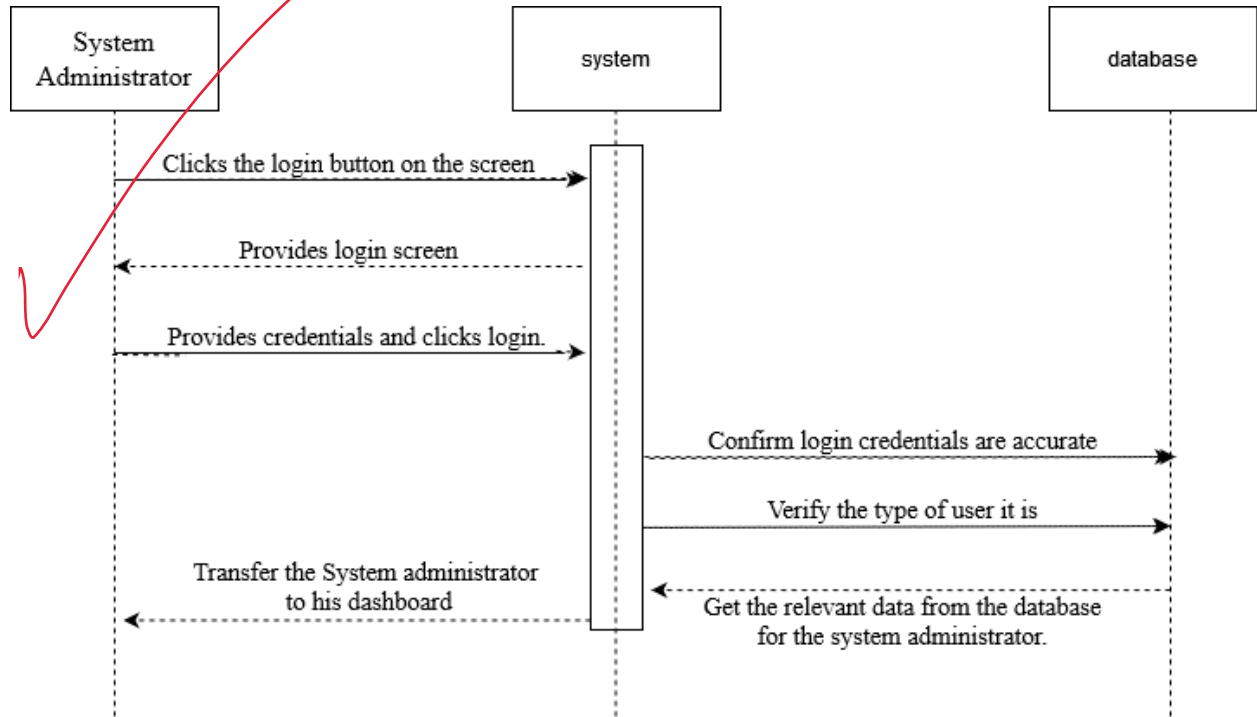 System
Administrator
system
database
Clicks the login button on the screen
Provides login screen
Provides credentials and clicks login.
Confirm login credentials are accurate
Verify the type of user it is
Transfer the System administrator
to his dashboard
Get the relevant data from the database
for the system administrator.